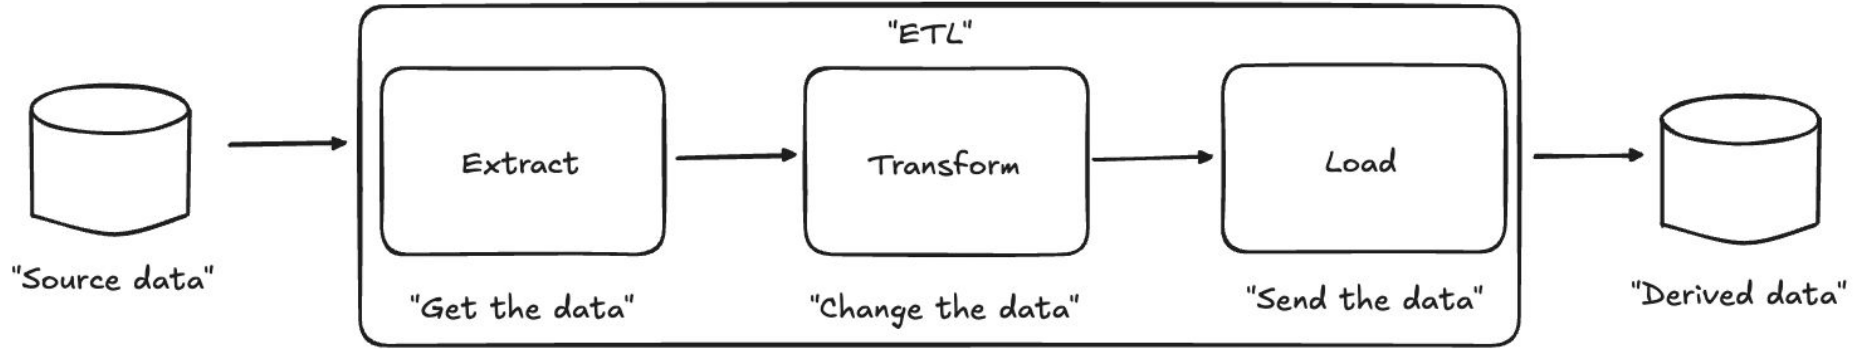 "ETL"
Extract
Transform
Load
"Source data"
"Get the data"
"Change the data"
"Send the data"
"Derived data"